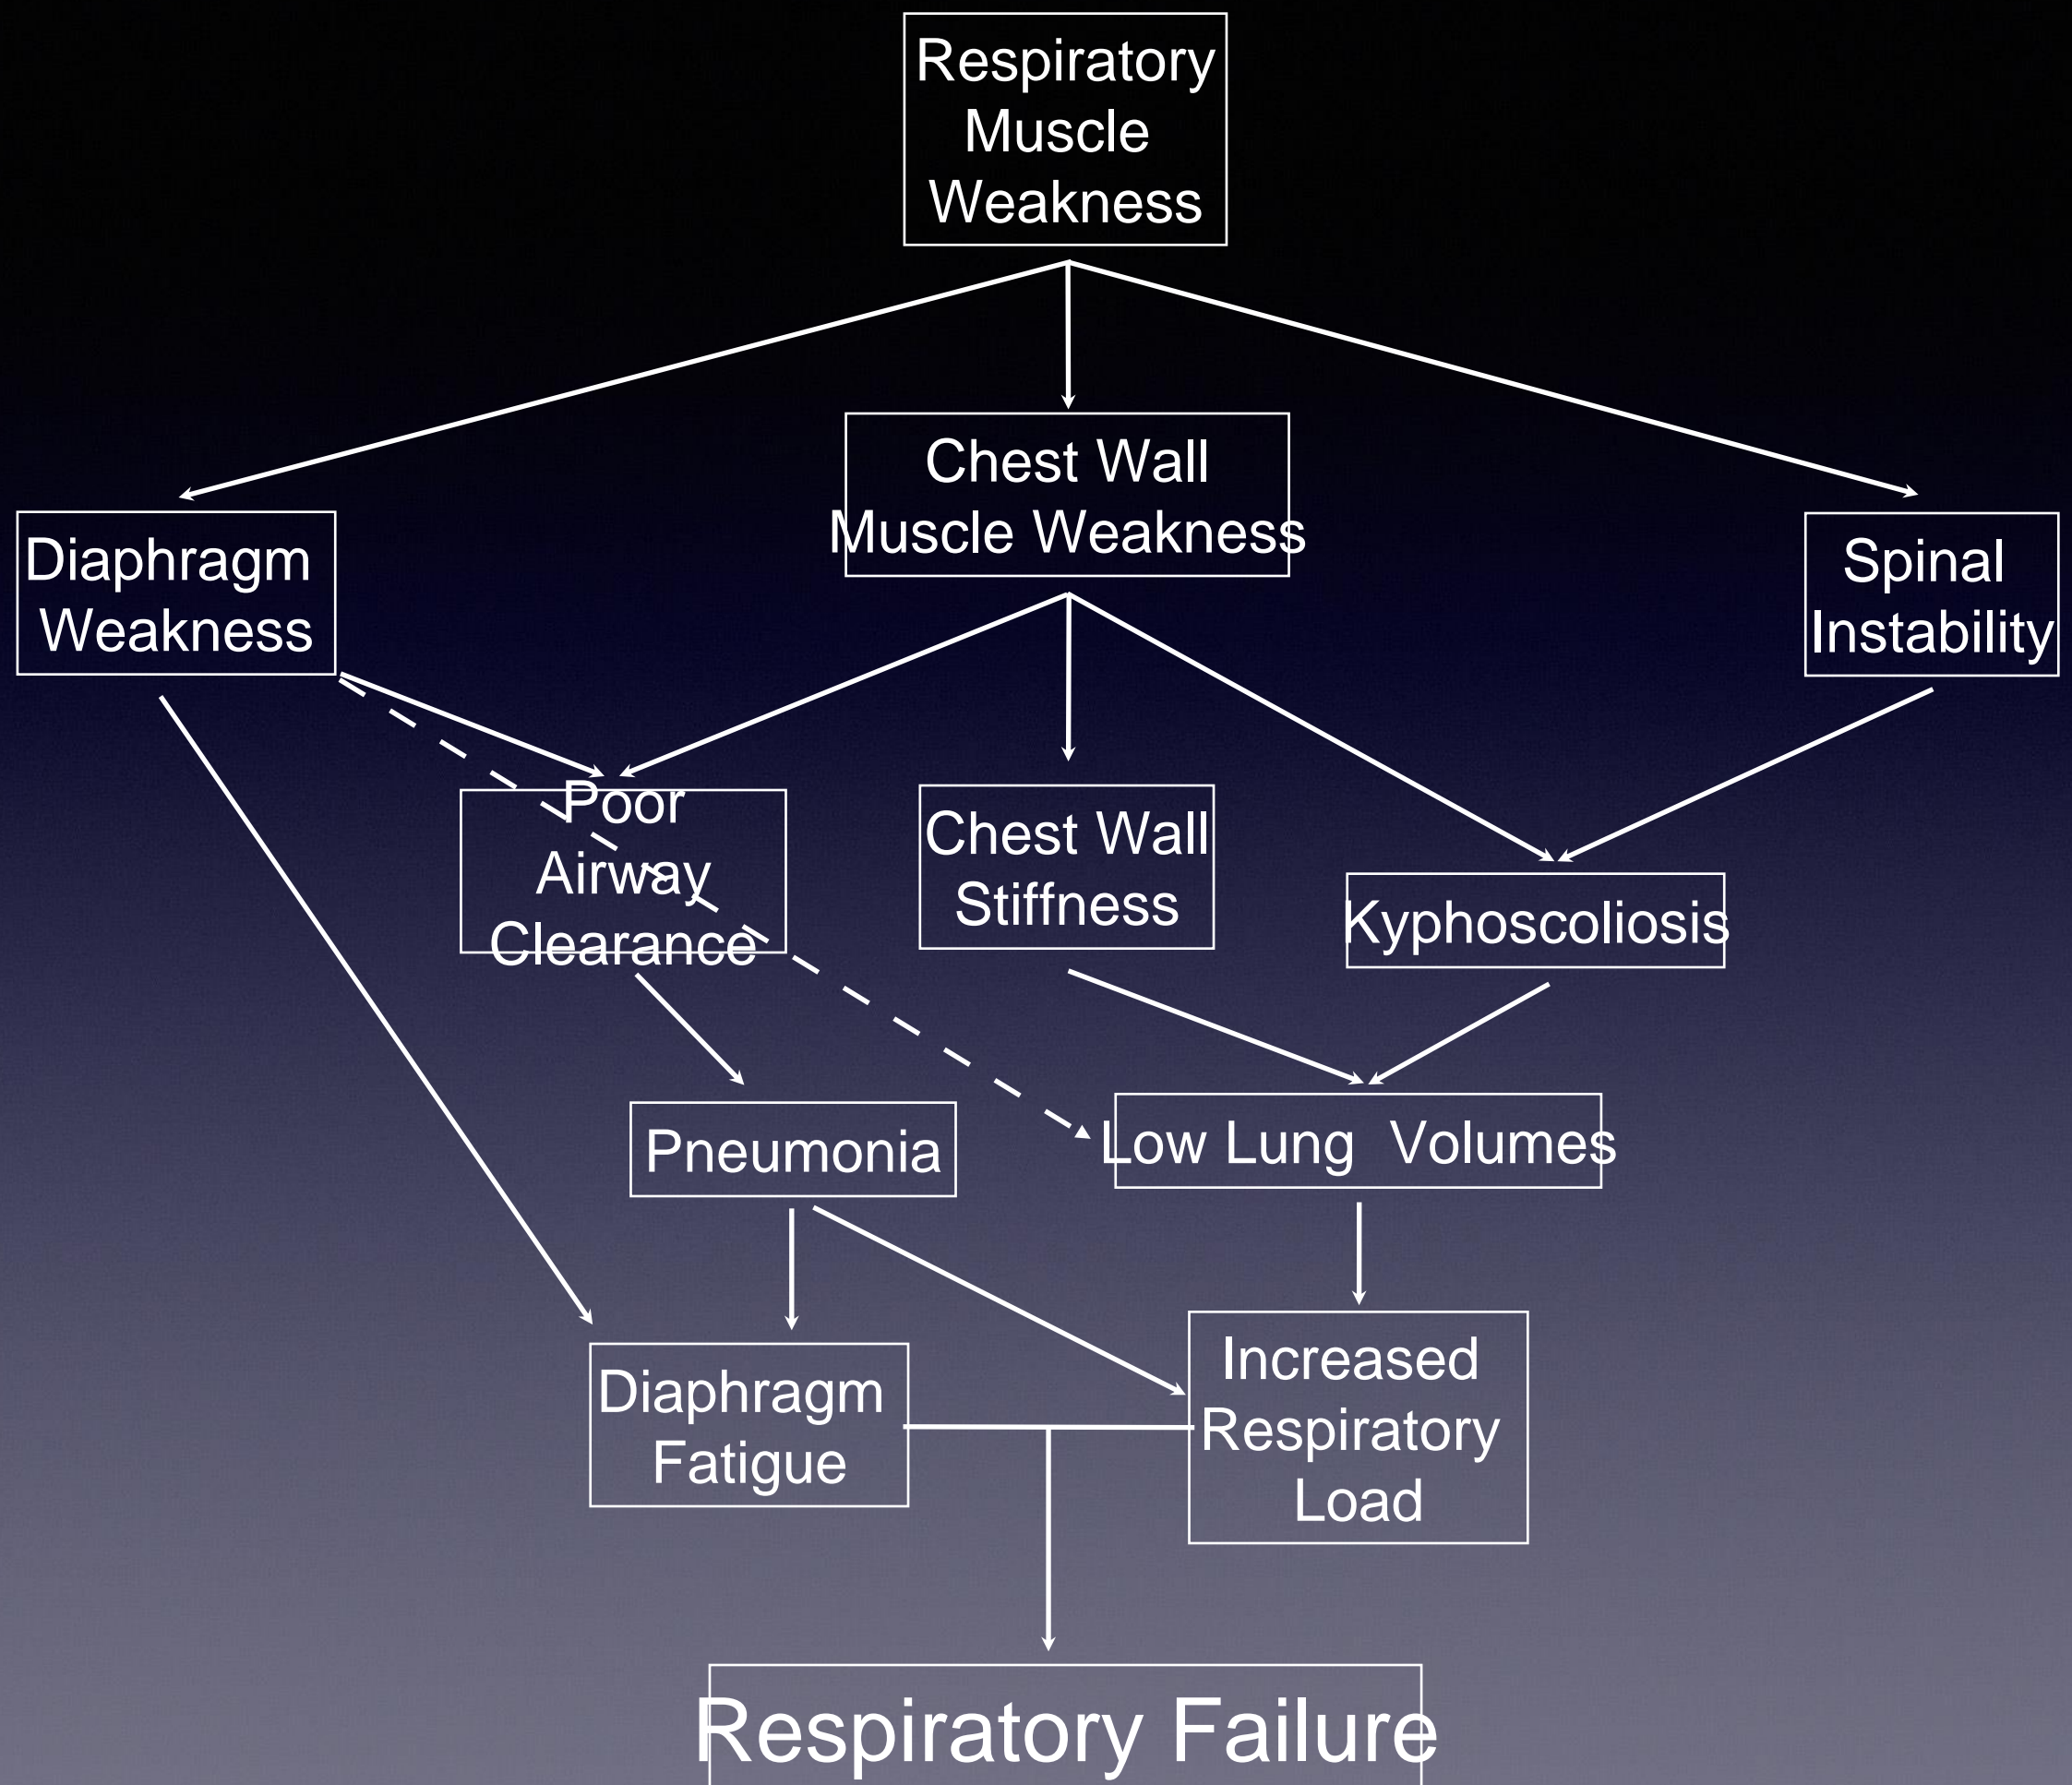 Respiratory
Muscle
Weakness
Chest Wall
Muscle Weakness
Diaphragm
Weakness
Spinal
Instability
Poor
Airway
Clearance
Chest Wall
Stiffness
Kyphoscoliosis
Pneumonia
Low Lung  Volumes
Diaphragm
Fatigue
Increased
Respiratory
Load
Respiratory Failure